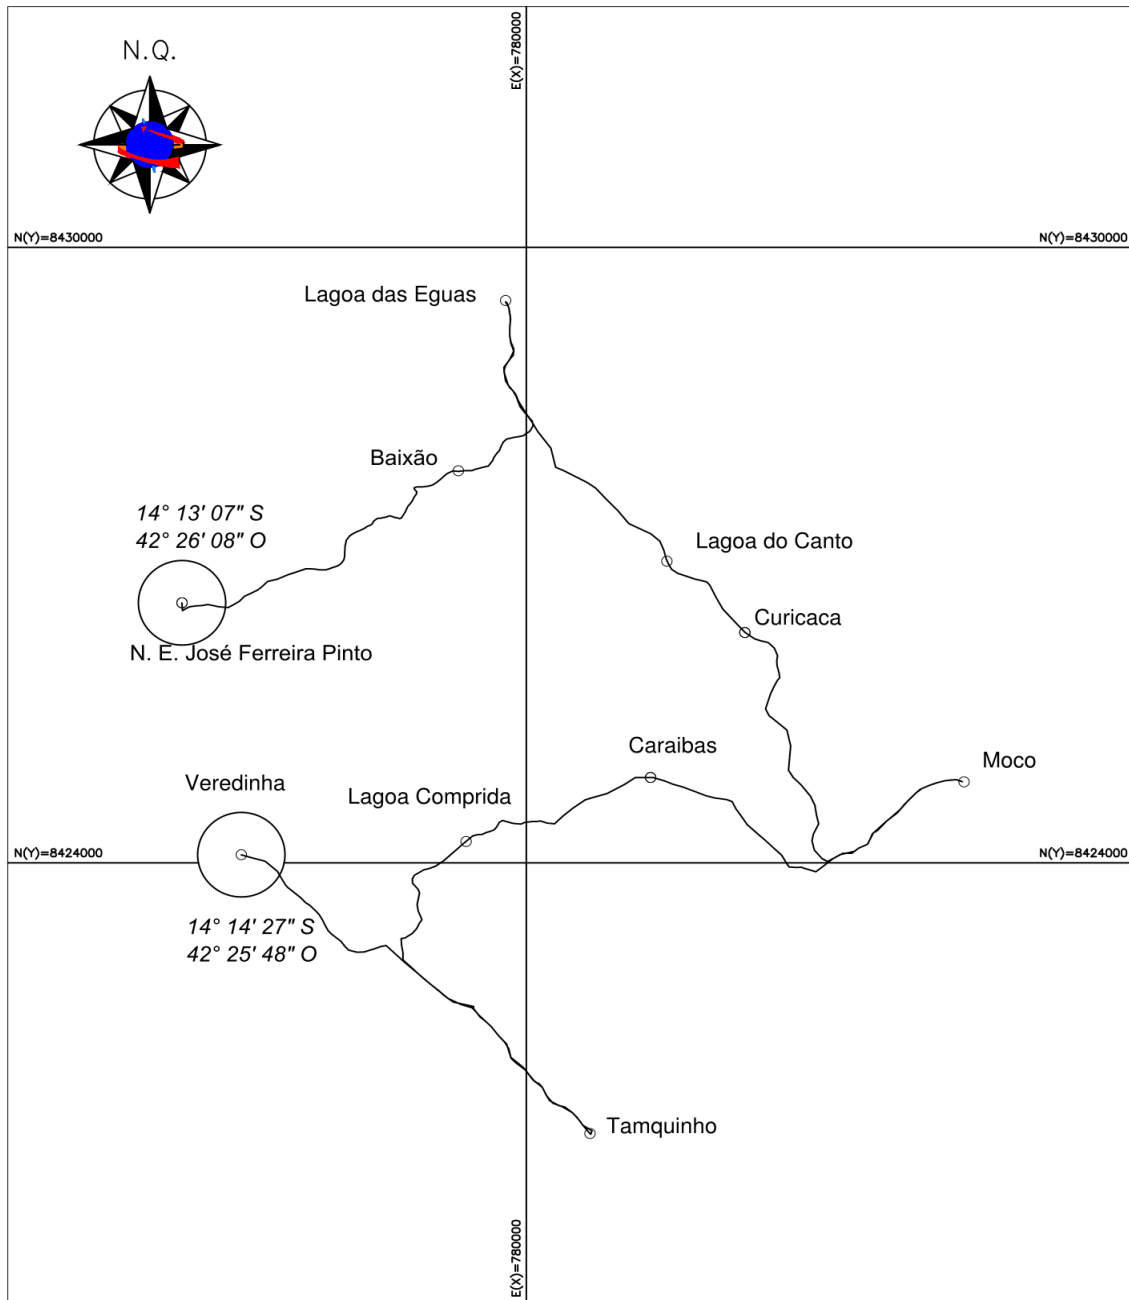 N.Q.
E(X)=780000
N(Y)=8430000
N(Y)=8430000
Lagoa das Eguas
Baixão
14° 13' 07" S
42° 26' 08" O
Lagoa do Canto
Curicaca
N. E. José Ferreira Pinto
Caraibas
Moco
Veredinha
Lagoa Comprida
N(Y)=8424000
N(Y)=8424000
14° 14' 27" S
42° 25' 48" O
Tamquinho
E(X)=780000